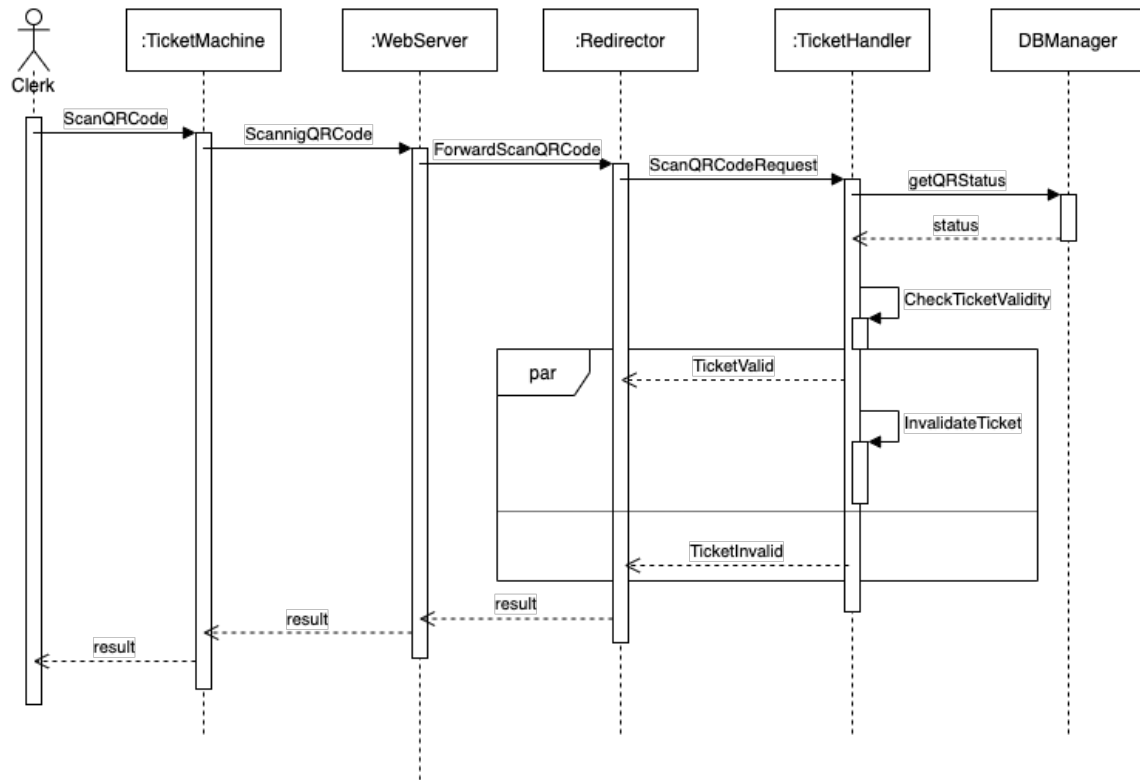 :TicketMachine
:WebServer
:Redirector
:TicketHandler
DBManager
Clerk
ScanQRCode
ScannigQRCode
ForwardScanQRCode
ScanQRCodeRequest
getQRStatus
status
CheckTicketValidity
par
TicketValid
InvalidateTicket
TicketInvalid
result
result
result